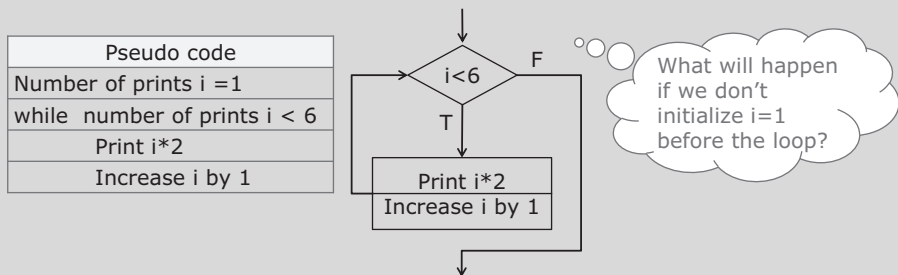 Pseudo code
Number of prints i =1
while number of prints i < 6
Print i*2
Increase i by 1
i<6
F
T
Print i*2
Increase i by 1
What will happen
if we don't
initialize i=1
before the loop?